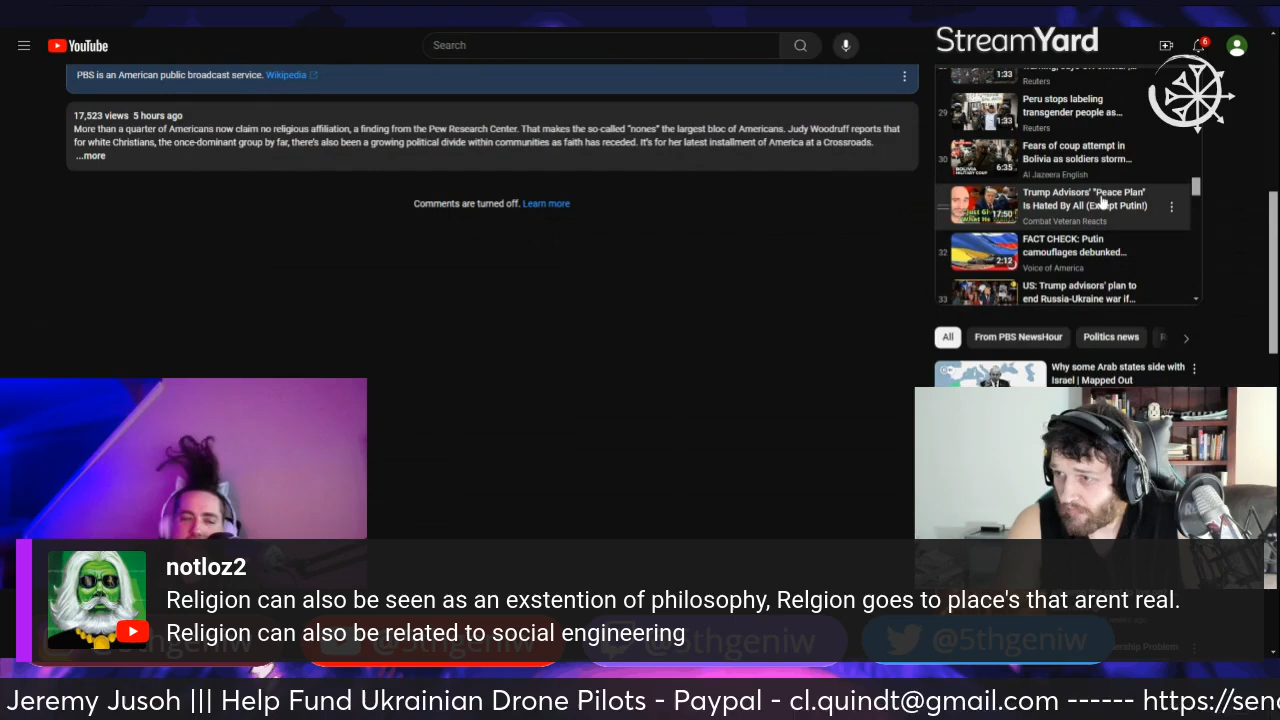 YouTube
Search
StreamYard
6
PBS is an American public broadcast service. Wikipedia
17,523 views 5 hours ago
More than a quarter of Americans now claim no religious affiliation, a finding from the Pew Research Center. That makes the so-called "nones" the largest bloc of Americans. Judy Woodruff reports that
for white Christians, the once-dominant group by far, there's also been a growing political divide within communities as faith has receded. It's for her latest installment of America at a Crossroads.
...more
Comments are turned off. Learn more
1:33
Reuters
29
1:33
Peru stops labeling
transgender people as...
Reuters
30
6:35
Fears of coup attempt in
Bolivia as soldiers storm...
Al Jazeera English
17:50
Trump Advisors' "Peace Plan"
Is Hated By All (Except Putin!)
Combat Veteran Reacts
32
2:12
FACT CHECK: Putin
camouflages debunked...
Voice of America
33
US: Trump advisors' plan to
end Russia-Ukraine war if...
All
From PBS NewsHour
Politics news
Why some Arab states side with
Israel | Mapped Out
notloz2
Religion can also be seen as an exstention of philosophy, Relgion goes to place's that arent real.
Religion can also be related to social engineering
@5thgeniw
@5thgeniw
@5thgeniw
@5thgeniw
Jeremy Jusoh ||| Help Fund Ukrainian Drone Pilots - Paypal - cl.quindt@gmail.com ------ https://sen